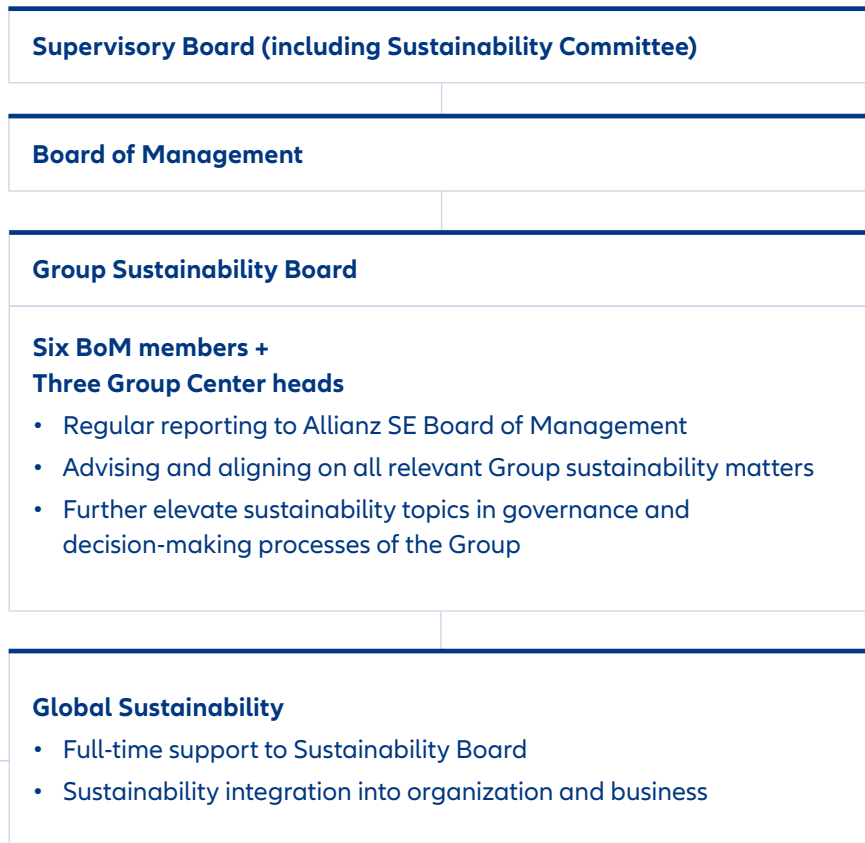 Supervisory Board (including Sustainability Committee)
Board of Management
Group Sustainability Board
Six BoM members +
Three Group Center heads
• Regular reporting to Allianz SE Board of Management
• Advising and aligning on all relevant Group sustainability matters
• Further elevate sustainability topics in governance and
decision-making processes of the Group
Global Sustainability
• Full-time support to Sustainability Board
• Sustainability integration into organization and business